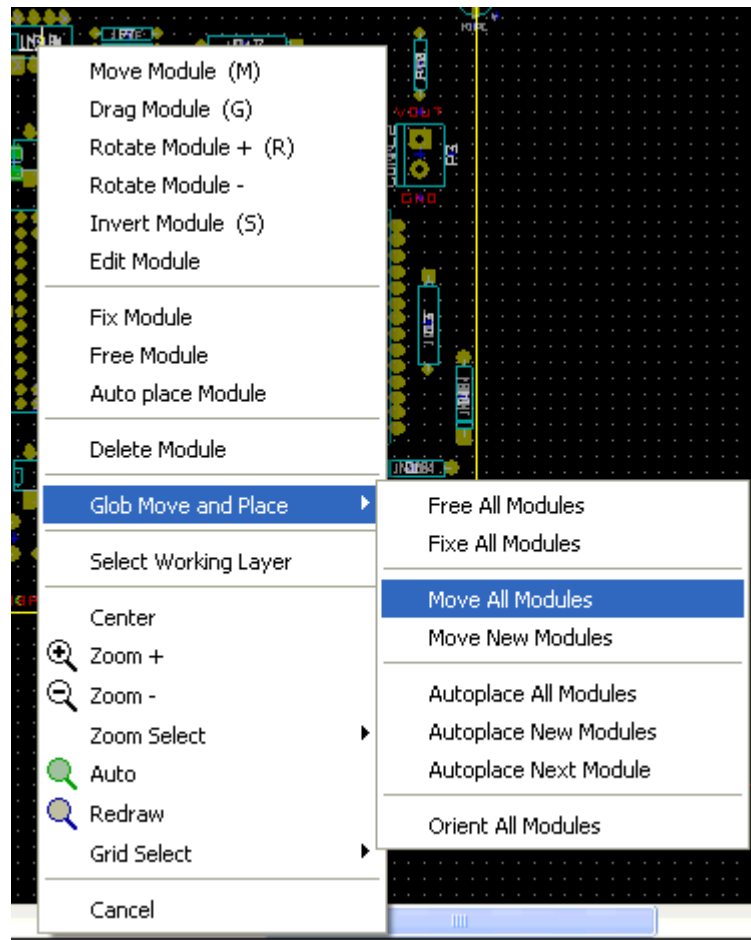 Move Module (M)
Drag Module (G)
Rotate Module + (R)
Rotate Module -
Invert Module (S)
Edit Module
Fix Module
Free Module
Auto place Module
Delete Module
Glob Move and Place
Select Working Layer
Center
Zoom +
Zoom -
Zoom Select
Auto
Redraw
Grid Select
Cancel
Free All Modules
Fixe All Modules
Move All Modules
Move New Modules
Autoplace All Modules
Autoplace New Modules
Autoplace Next Module
Orient All Modules
VOUT
P3
GND